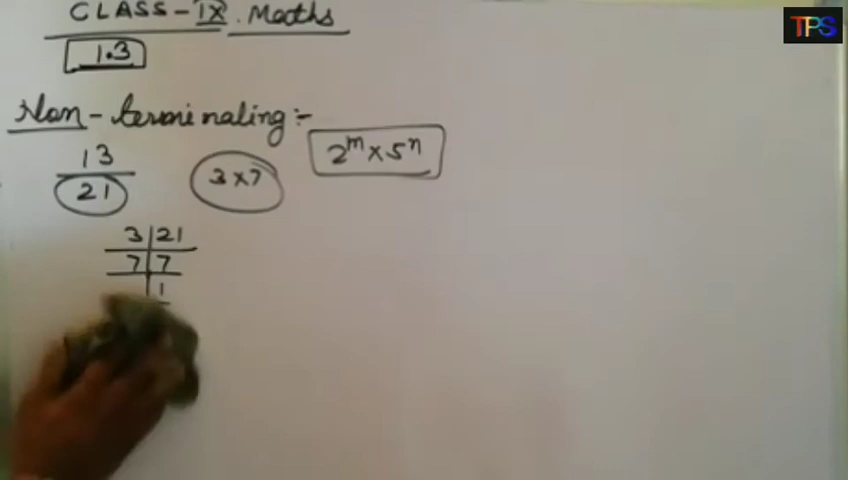 CLASS-IX. Maths
TPS
1.3
Non-terminating:-
13
21
3×7
2^m×5^n
3|21
7|7
1